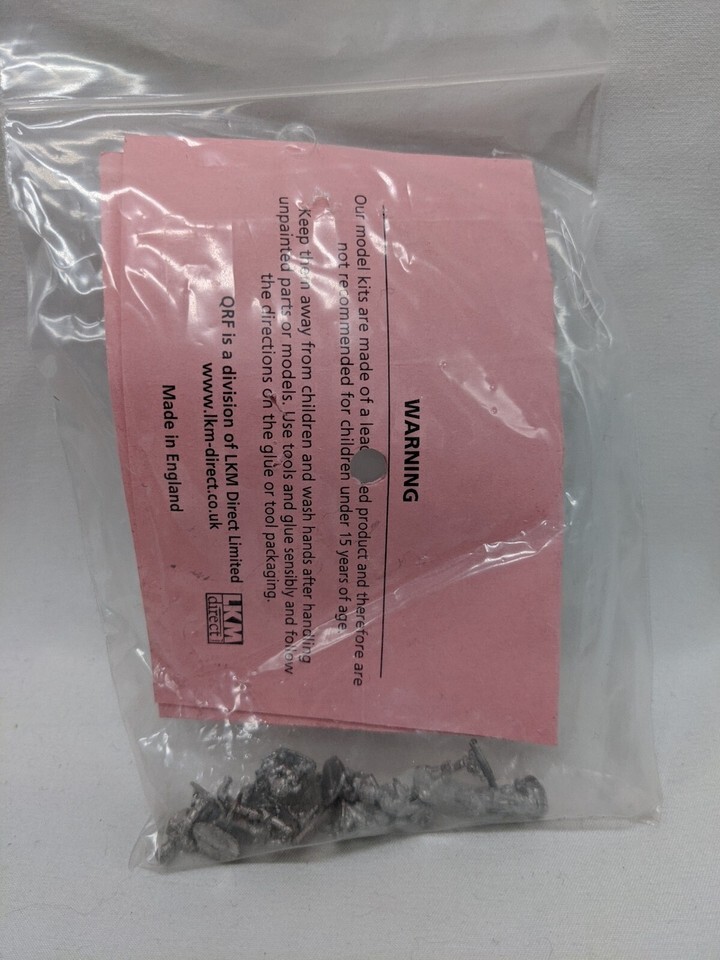 WARNING
Our model kits are made of a lea ed product and therefore are
not recommended for children under 15 years of age.
Keep them away from children and wash hands after handling
unpainted parts or models. Use tools and glue sensibly and follow
the directions on the glue or tool packaging.
QRF is a division of LKM Direct Limited
www.lkm-direct.co.uk
LKM
direct
Made in England